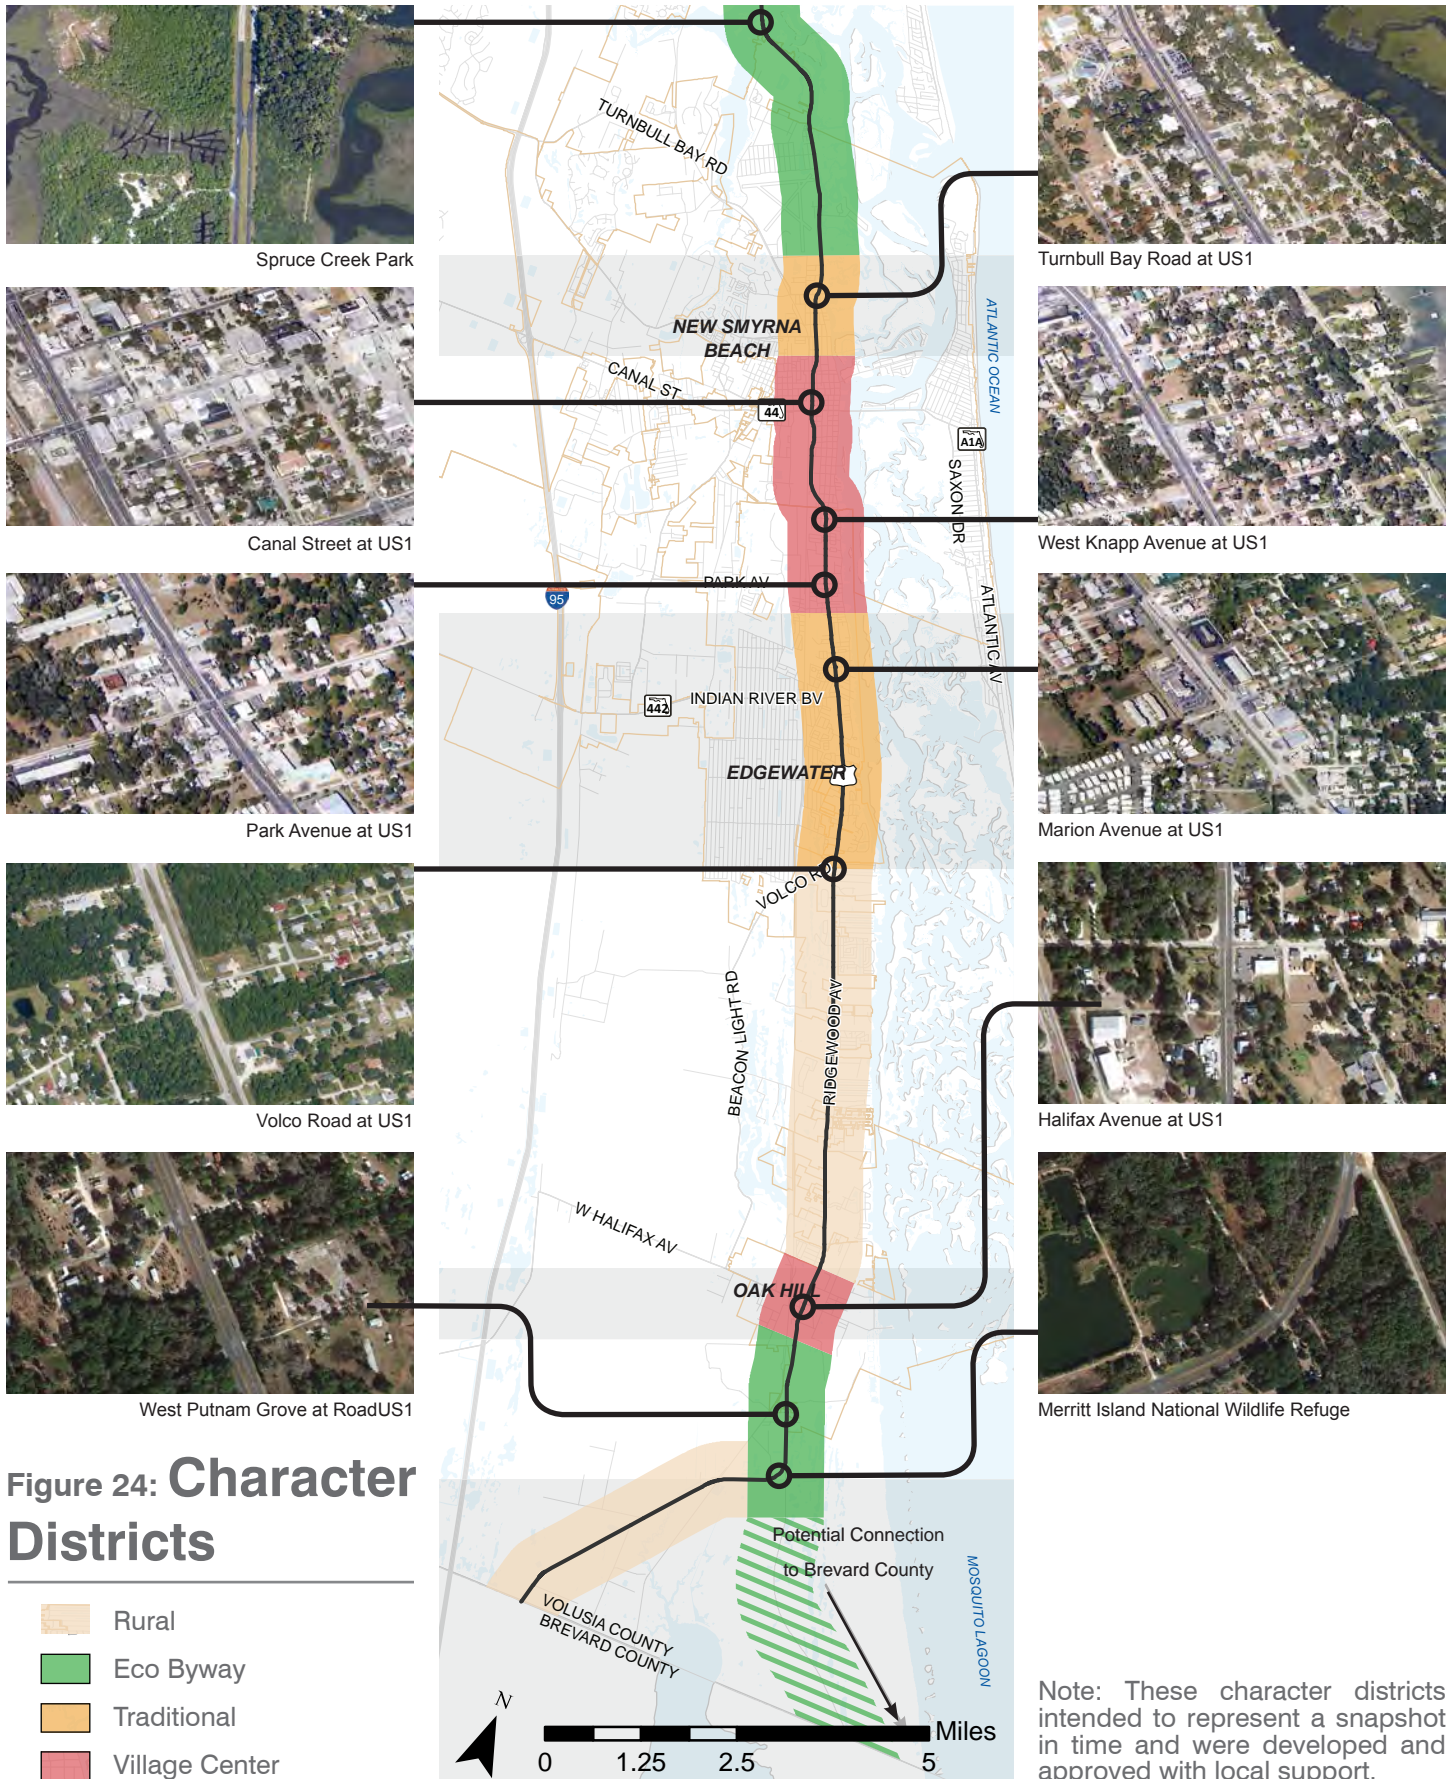 Spruce Creek Park
Canal Street at US1
Park Avenue at US1
Volco Road at US1
West Putnam Grove at RoadUS1
Figure 24: Character
Districts
Rural
Eco Byway
Traditional
Village Center
TURNBULL BAY RD
NEW SMYRNA
BEACH
ATLANTIC OCEAN
CANAL ST
44
A1A
SAXON DR
PARK AV
95
ATLANTIC AV
INDIAN RIVER BV
442
EDGEWATER
VOLCO RD
BEACON LIGHT RD
RIDGEWOOD AV
W HALIFAX AV
OAK HILL
Potential Connection
to Brevard County
MOSQUITO LAGOON
VOLUSIA COUNTY
BREVARD COUNTY
N
Miles
0 1.25 2.5 5
Turnbull Bay Road at US1
West Knapp Avenue at US1
Marion Avenue at US1
Halifax Avenue at US1
Merritt Island National Wildlife Refuge
Note: These character districts
intended to represent a snapshot
in time and were developed and
approved with local support.